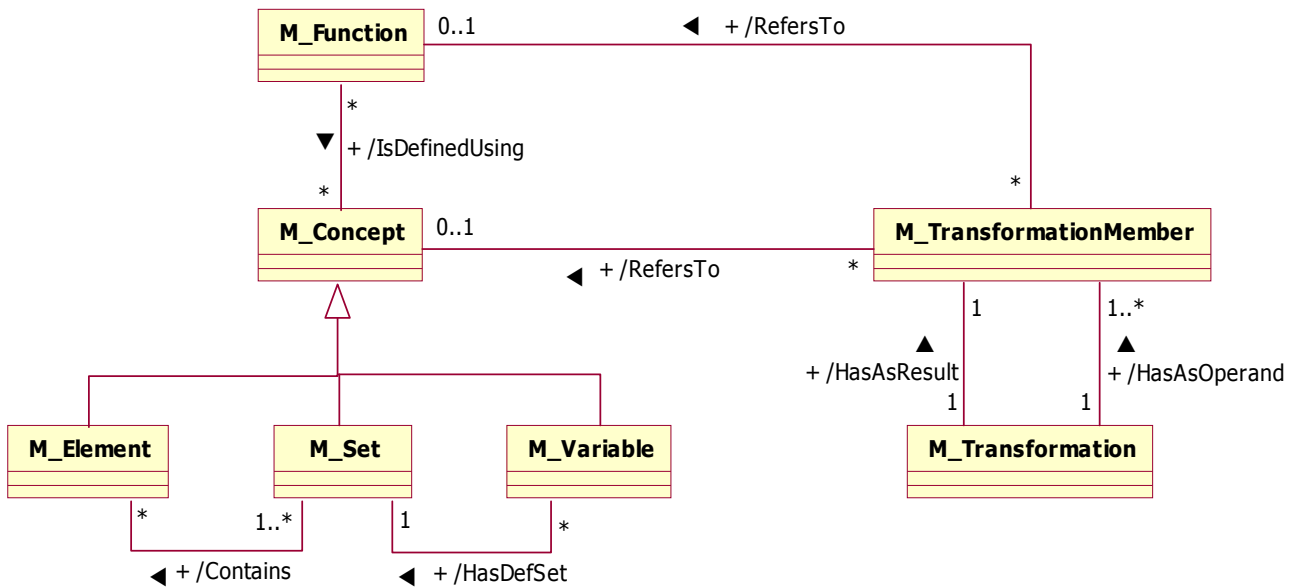 M_Function
0..1
◀ + /RefersTo
*
▼ + /IsDefinedUsing
*
*
M_Concept
0..1
M_TransformationMember
◀ + /RefersTo
*
1
1..*
▲
▲
+ /HasAsResult
+ /HasAsOperand
1
1
M_Element
M_Set
M_Variable
M_Transformation
*
1..*
1
*
◀ + /Contains
◀ + /HasDefSet